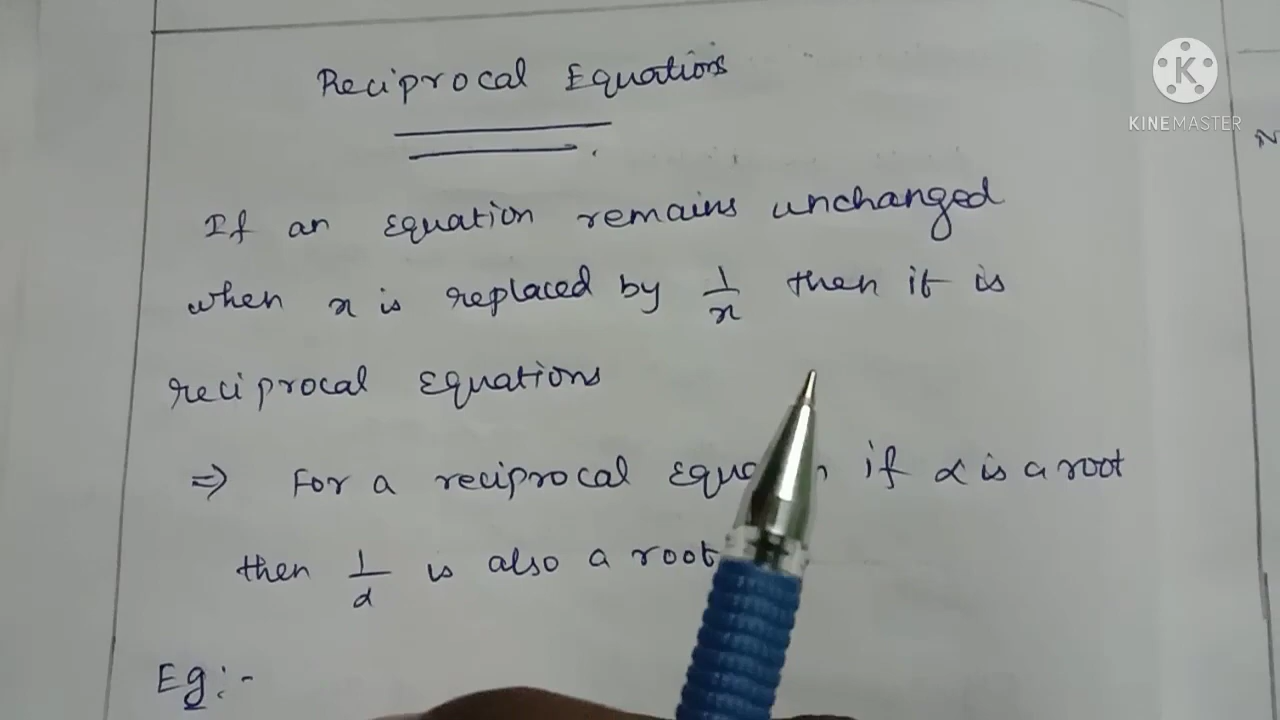 Reciprocal Equations
KINEMASTER
If an equation remains unchanged
when x is replaced by 1/x then it is
reciprocal equations
⇒ For a reciprocal if α is a root
then 1/α is also a root
Eg:-